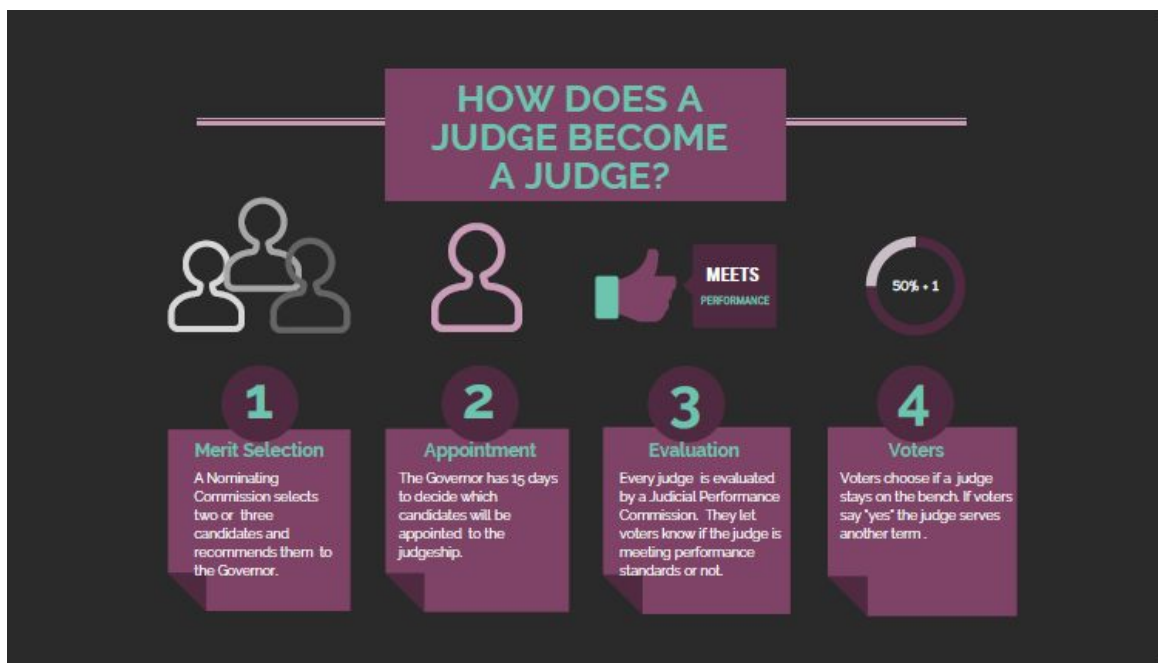 HOW DOES A
JUDGE BECOME
A JUDGE?
MEETS
PERFORMANCE
50% + 1
1
Merit Selection
A Nominating
Commission selects
two or three
candidates and
recommends them to
the Governor.
2
Appointment
The Governor has 15 days
to decide which
candidates will be
appointed to the
judgeship.
3
Evaluation
Every judge is evaluated
by a Judicial Performance
Commission. They let
voters know if the judge is
meeting performance
standards or not.
4
Voters
Voters choose if a judge
stays on the bench. If voters
say "yes" the judge serves
another term .